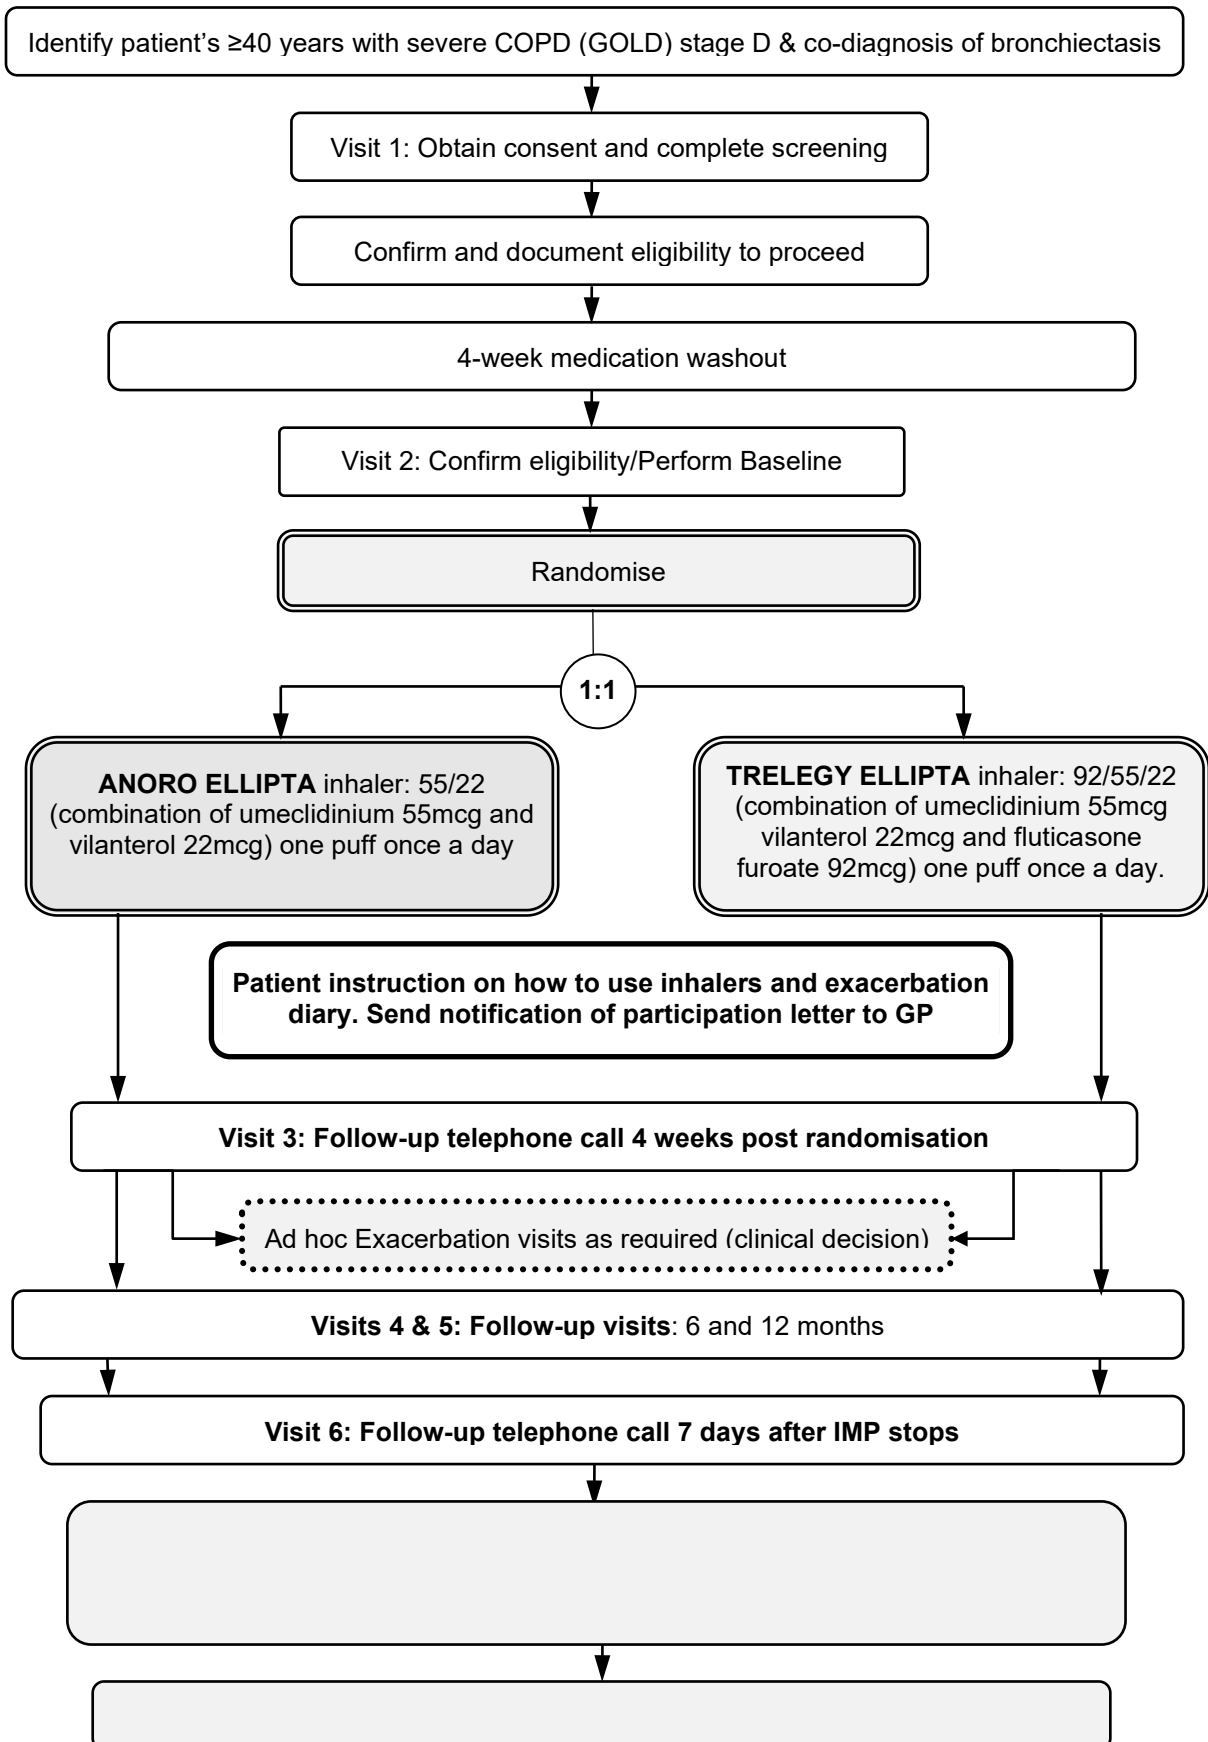 Identify patient's ≥40 years with severe COPD (GOLD) stage D & co-diagnosis of bronchiectasis
Visit 1: Obtain consent and complete screening
Confirm and document eligibility to proceed
4-week medication washout
Visit 2: Confirm eligibility/Perform Baseline
Randomise
1:1
ANORO ELLIPTA inhaler: 55/22
(combination of umeclidinium 55mcg and
vilanterol 22mcg) one puff once a day
TRELEGY ELLIPTA inhaler: 92/55/22
(combination of umeclidinium 55mcg
vilanterol 22mcg and fluticasone
furoate 92mcg) one puff once a day.
Patient instruction on how to use inhalers and exacerbation
diary. Send notification of participation letter to GP
Visit 3: Follow-up telephone call 4 weeks post randomisation
Ad hoc Exacerbation visits as required (clinical decision)
Visits 4 & 5: Follow-up visits: 6 and 12 months
Visit 6: Follow-up telephone call 7 days after IMP stops